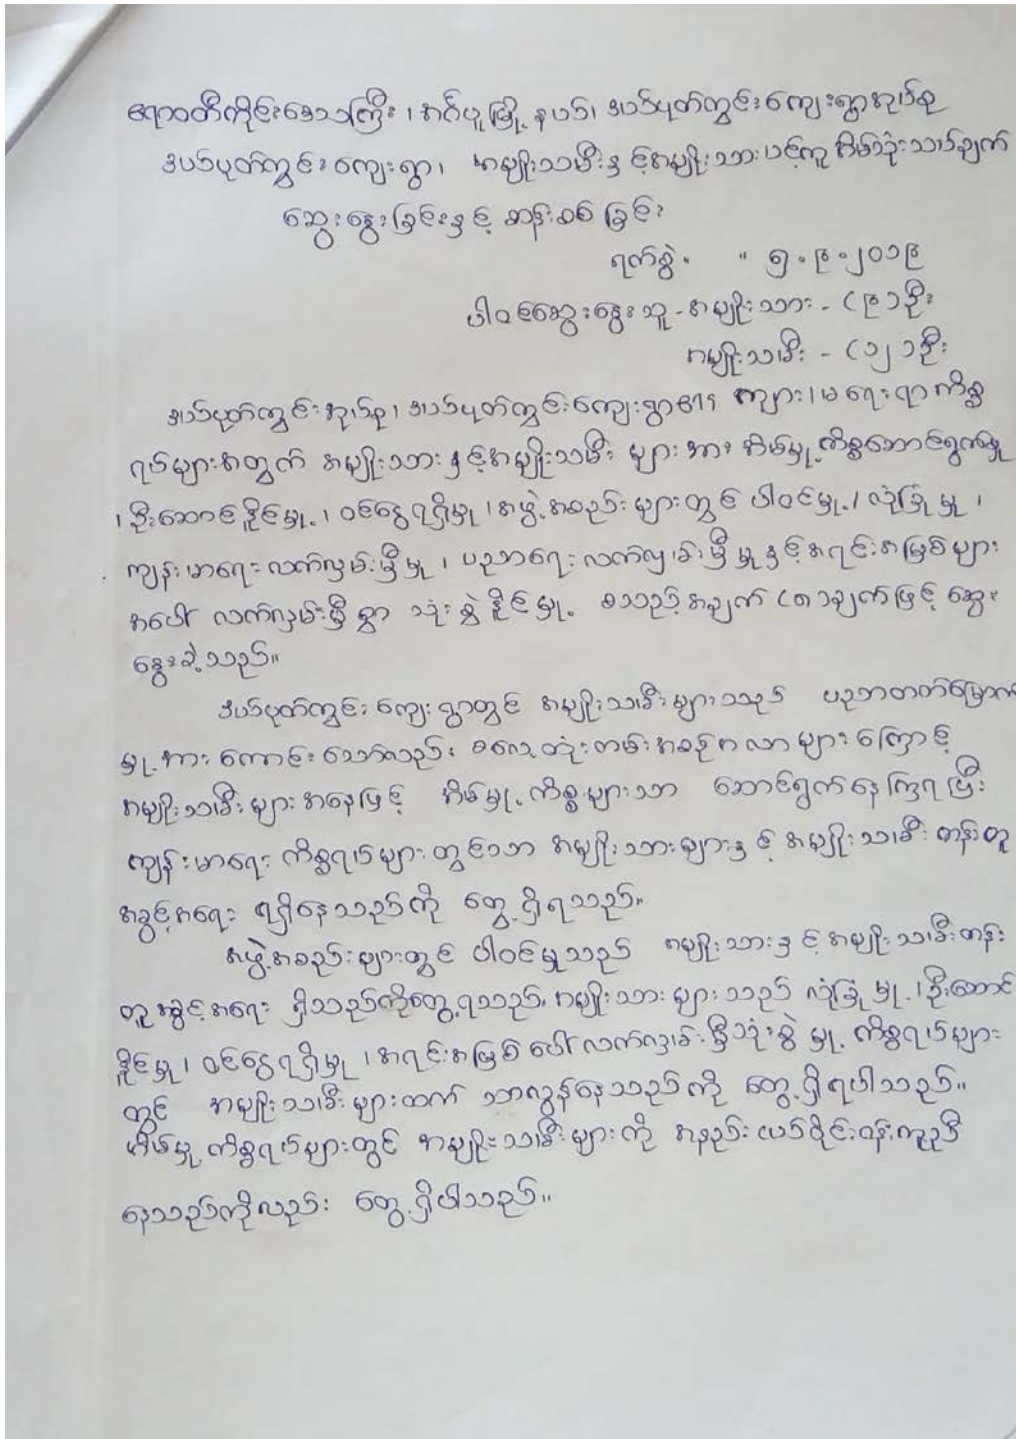 ဧရာဝတီတိုင်းဒေသကြီး ၊ အင်္ဂပူမြို့နယ်၊ ဒယ်ပုတ်ကွင်းကျေးရွာအုပ်စု
ဒယ်ပုတ်ကွင်းကျေးရွာ၊ အမျိုးသမီးနှင့်အမျိုးသား ယင့်ကူအိမ်သုံးသပ်ချက်
ဆွေးနွေးခြင်းနှင့် ဆန်းစစ်ခြင်း
ရက်စွဲ - ၅.၉.၂၀၁၉
ပါဝင်ဆွေးနွေးသူ - အမျိုးသား - (၉)ဦး
အမျိုးသမီး - (၁၂)ဦး
ဒယ်ပုတ်ကွင်းအုပ်စု၊ ဒယ်ပုတ်ကွင်းကျေးရွာ၏ ကျား၊မရေးရာကိစ္စ
ရပ်များအတွက် အမျိုးသားနှင့်အမျိုးသမီးများအား အိမ်မှု့ကိစ္စဆောင်ရွက်မှု
၊ ဦးဆောင်နိုင်မှု့၊ ဝင်ငွေရရှိမှု၊ အဖွဲ့အစည်းများတွင် ပါဝင်မှု့၊ လုံခြုံမှု ၊
ကျန်းမာရေးလက်လှမ်းမှီမှု ၊ ပညာရေးလက်လှမ်းမှီမှုနှင့်အရင်းအမြစ်များ
အပေါ် လက်လှမ်းမှီစွာ သုံးစွဲနိုင်မှု့ စသည့်အချက် (၈)ချက်ဖြင့် ဆွေး
နွေးခဲ့သည်။
ဒယ်ပုတ်ကွင်းကျေးရွာတွင် အမျိုးသမီးများသည် ပညာတတ်မြောက်
မှု့အားကောင်းသော်လည်း ဓလေ့ထုံးတမ်းအစဉ်အလာများကြောင့်
အမျိုးသမီးများအနေဖြင့် အိမ်မှု့ကိစ္စများသာ ဆောင်ရွက်နေကြရပြီး
ကျန်းမာရေးကိစ္စရပ်များတွင်သာ အမျိုးသားများနှင့် အမျိုးသမီးတန်းတူ
အခွင့်အရေး ရရှိနေသည်ကို တွေ့ရှိရသည်။
အဖွဲ့အစည်းများတွင် ပါဝင်မှုသည် အမျိုးသားနှင့်အမျိုးသမီးတန်း
တူအခွင့်အရေး ရှိသည်ကိုတွေ့ရသည်၊ အမျိုးသားများသည် လုံခြုံမှု့၊ဦးဆောင်
နိုင်မှု၊ ဝင်ငွေရရှိမှု၊ အရင်းအမြစ်ပေါ်လက်လှမ်းမှီသုံးစွဲမှု့ ကိစ္စရပ်များ
တွင် အမျိုးသမီးများထက် သာလွန်နေသည်ကို တွေ့ရှိရပါသည်။
အိမ်မှု့ကိစ္စရပ်များတွင် အမျိုးသမီးများကို အနည်းငယ်ဝိုင်းဝန်းကူညီ
နေသည်ကိုလည်း တွေ့ရှိပါသည်။